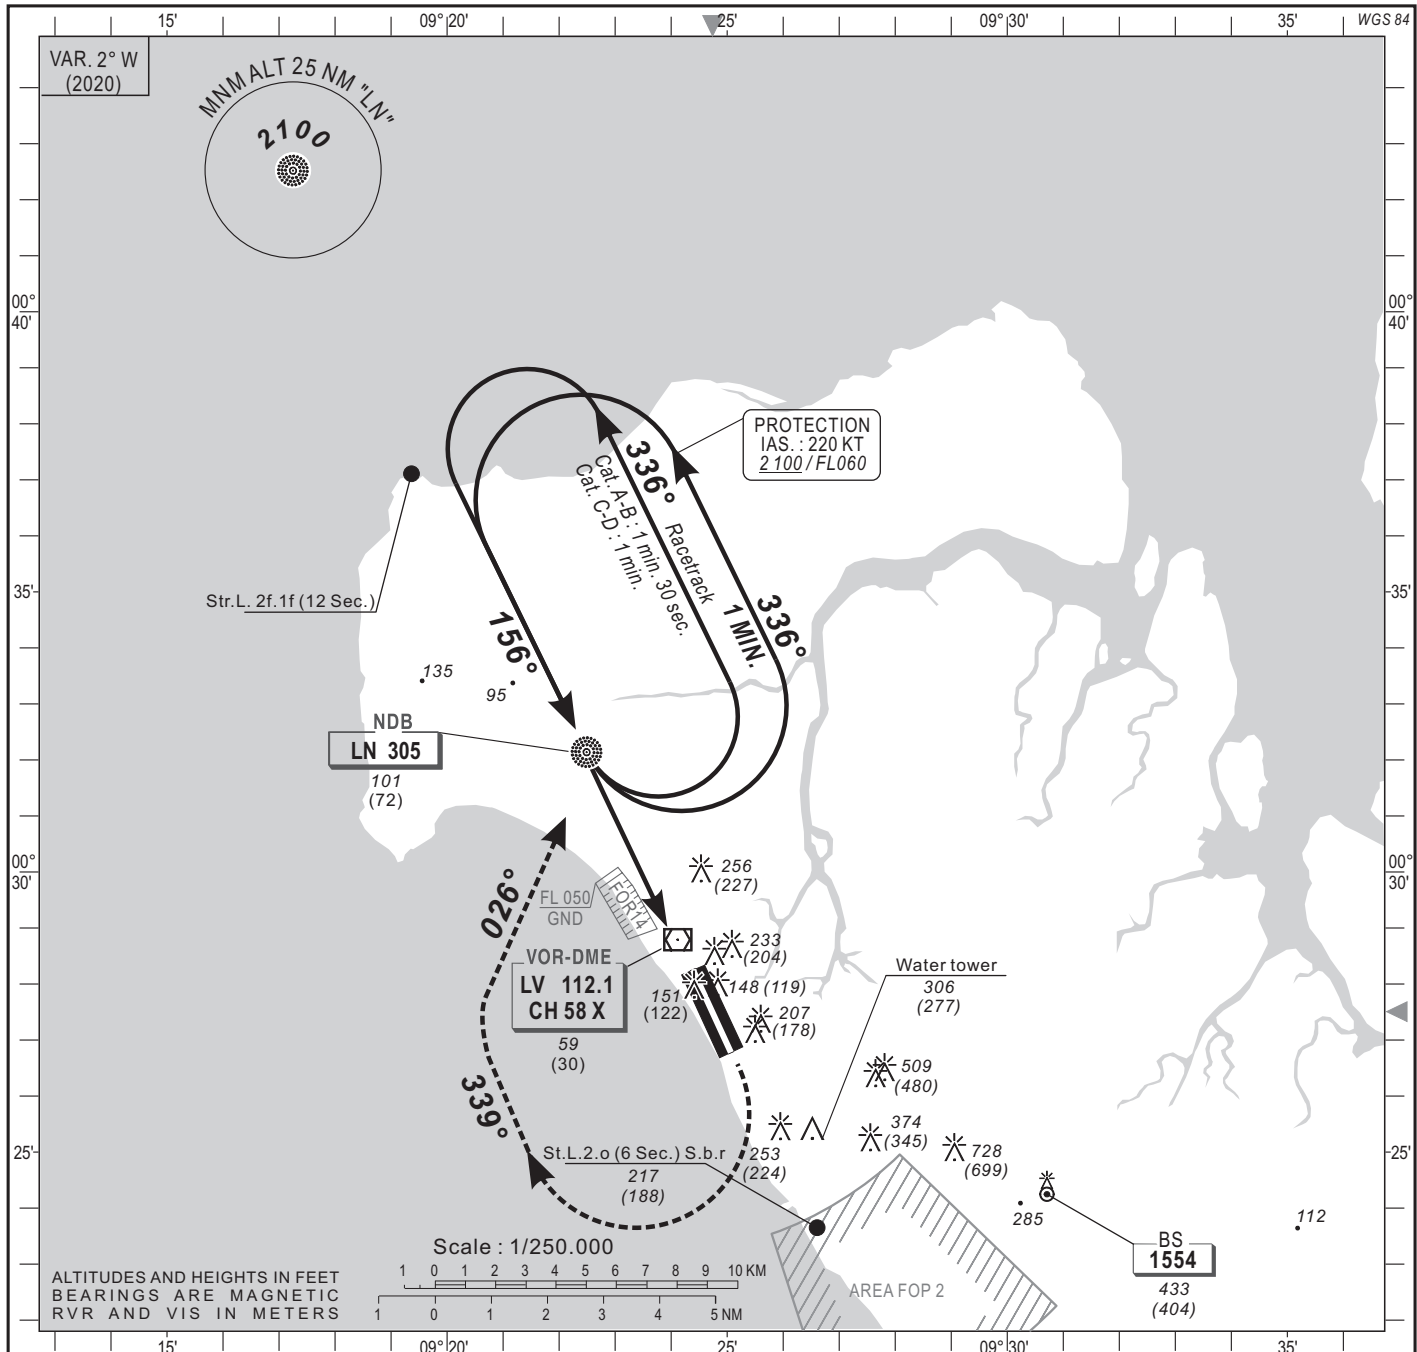 15'
09°20'
25'
09°30'
35'
WGS 84
VAR. 2° W
(2020)
MNM ALT 25 NM "LN"
2100
00°
40'
00°
40'
PROTECTION
IAS. : 220 KT
2 100 / FL060
336°
Racetrack
Cat. A-B : 1 min. 30 sec.
Cat. C-D : 1 min.
336°
1 MIN.
156°
35'
35'
Str.L. 2f.1f (12 Sec.)
135
95
NDB
LN 305
101
(72)
00°
30'
00°
30'
256
(227)
026°
FL 050
GND
FOR14
VOR-DME
LV 112.1
CH 58 X
59
(30)
233
(204)
148 (119)
151
(122)
207
(178)
Water tower
306
(277)
509
(480)
339°
374
(345)
728
(699)
253
(224)
25'
25'
St.L.2.o (6 Sec.) S.b.r
217
(188)
285
112
BS
1554
433
(404)
AREA FOP 2
Scale : 1/250.000
1 0 1 2 3 4 5 6 7 8 9 10 KM
1 0 1 2 3 4 5 NM
ALTITUDES AND HEIGHTS IN FEET
BEARINGS ARE MAGNETIC
RVR AND VIS IN METERS
15'
09°20'
25'
09°30'
35'